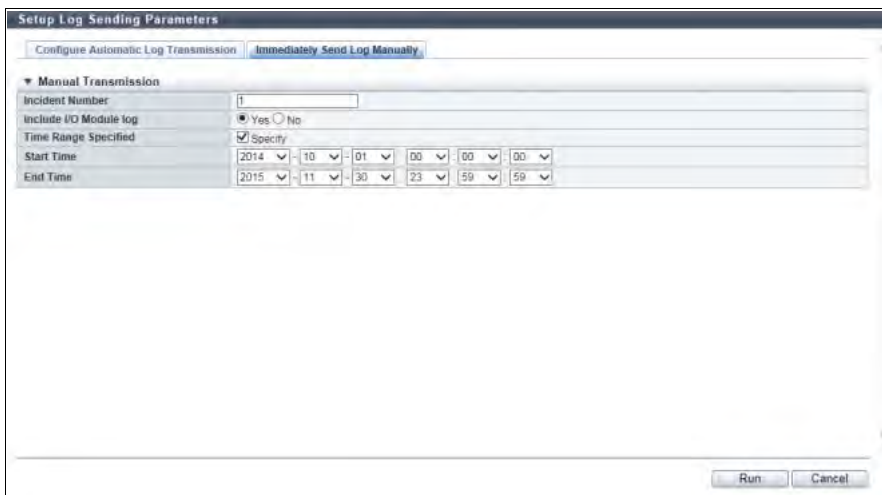 Setup Log Sending Parameters
Configure Automatic Log Transmission Immediately Send Log Manually
▼ Manual Transmission
Incident Number 1
Include I/O Module log Yes No
Time Range Specified Specify
Start Time 2014 - 10 - 01 00 : 00 : 00
End Time 2015 - 11 - 30 23 : 59 : 59
Run Cancel